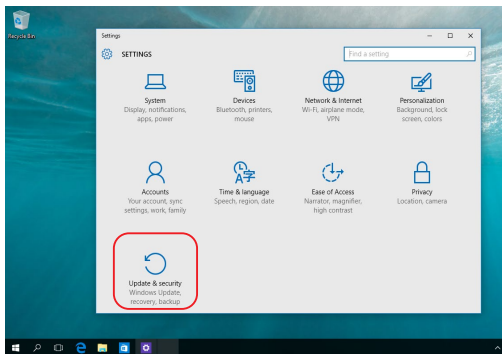 Recycle Bin
Settings
SETTINGS
Find a setting
System
Display, notifications,
apps, power
Devices
Bluetooth, printers,
mouse
Network & Internet
Wi-Fi, airplane mode,
VPN
Personalization
Background, lock
screen, colors
Accounts
Your account, sync
settings, work, family
Time & language
Speech, region, date
Ease of Access
Narrator, magnifier,
high contrast
Privacy
Location, camera
Update & security
Windows Update,
recovery, backup